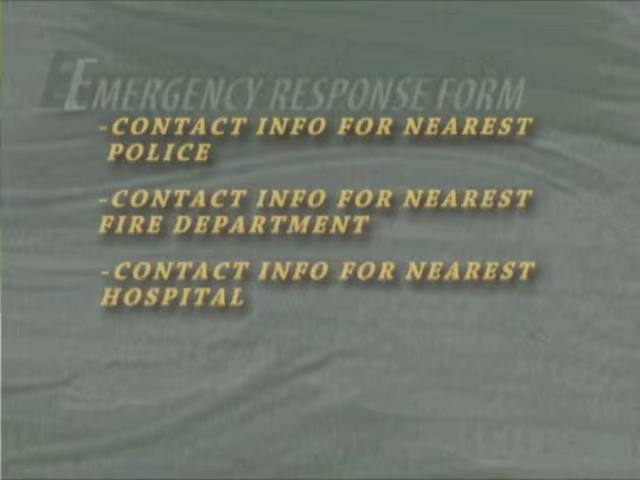 EMERGENCY RESPONSE FORM
-CONTACT INFO FOR NEAREST
POLICE
-CONTACT INFO FOR NEAREST
FIRE DEPARTMENT
-CONTACT INFO FOR NEAREST
HOSPITAL